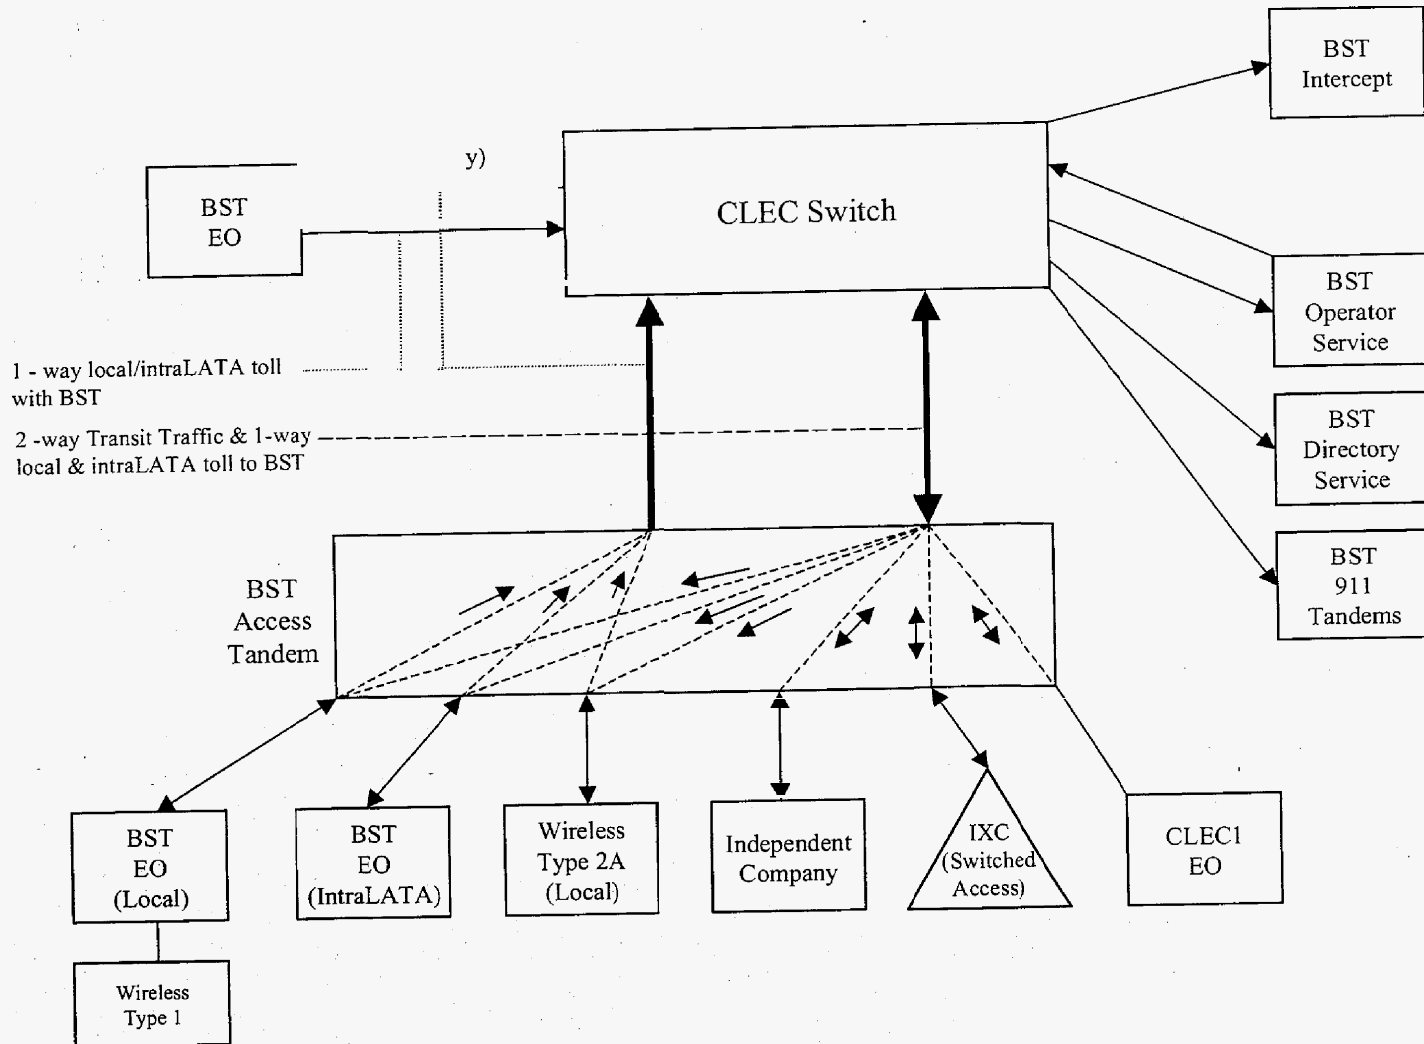 BST
Intercept
y)
BST
EO
CLEC Switch
BST
Operator
Service
1 - way local/intraLATA toll
with BST
2 -way Transit Traffic & 1-way
local & intraLATA toll to BST
BST
Directory
Service
BST
911
Tandems
BST
Access
Tandem
BST
EO
(Local)
BST
EO
(IntraLATA)
Wireless
Type 2A
(Local)
Independent
Company
IXC
(Switched
Access)
CLEC1
EO
Wireless
Type 1